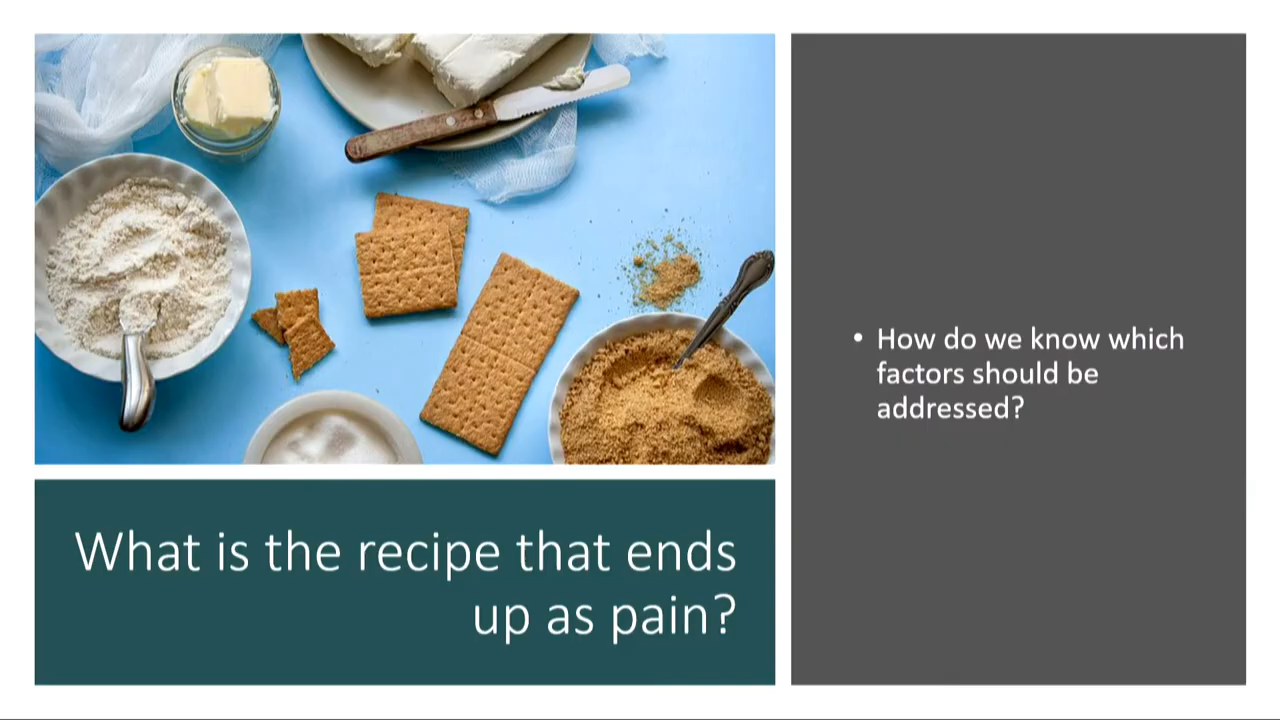 What is the recipe that ends
up as pain?
• How do we know which
factors should be
addressed?